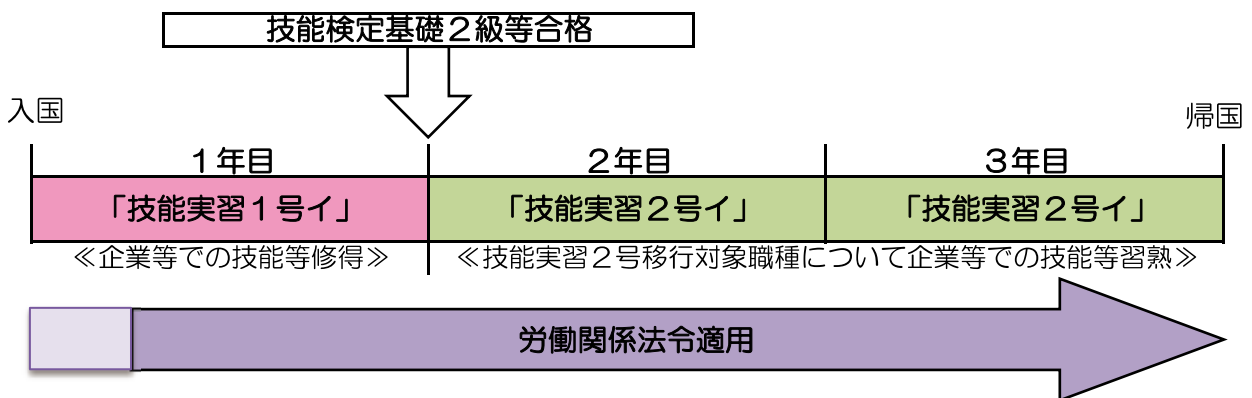 技能検定基礎２級等合格
入国
帰国
１年目
２年目
３年目
「技能実習１号イ」
「技能実習２号イ」
「技能実習２号イ」
≪企業等での技能等修得≫
≪技能実習２号移行対象職種について企業等での技能等習熟≫
労働関係法令適用